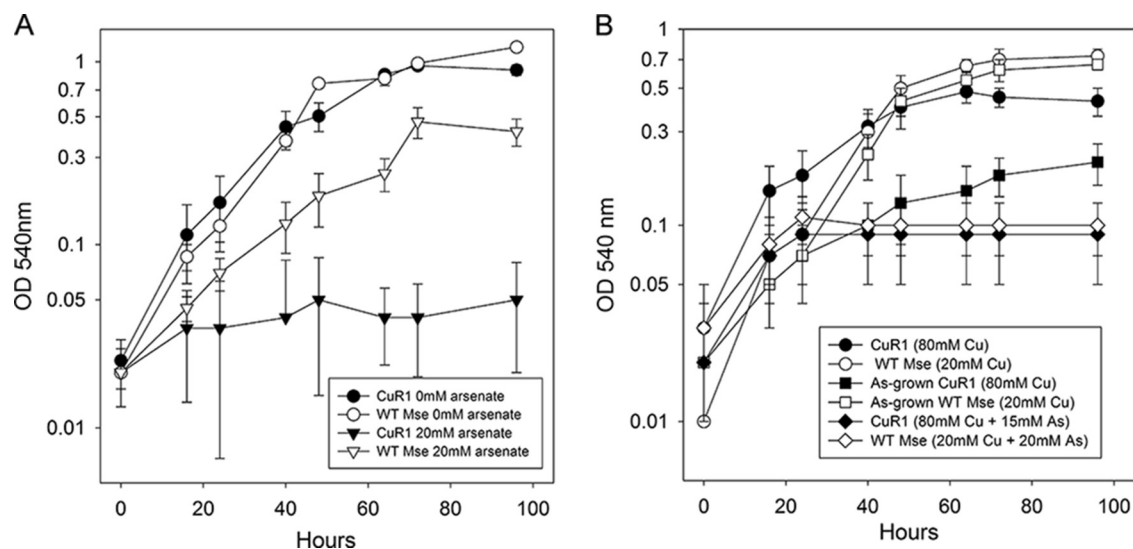 A
1
0.7
0.5
0.3
0.1
0.05
0.01
OD 540nm
CuR1 0mM arsenate
WT Mse 0mM arsenate
CuR1 20mM arsenate
WT Mse 20mM arsenate
0 20 40 60 80 100
Hours
B
1
0.7
0.5
0.3
0.1
0.05
0.01
OD 540 nm
CuR1 (80mM Cu)
WT Mse (20mM Cu)
As-grown CuR1 (80mM Cu)
As-grown WT Mse (20mM Cu)
CuR1 (80mM Cu + 15mM As)
WT Mse (20mM Cu + 20mM As)
0 20 40 60 80 100
Hours